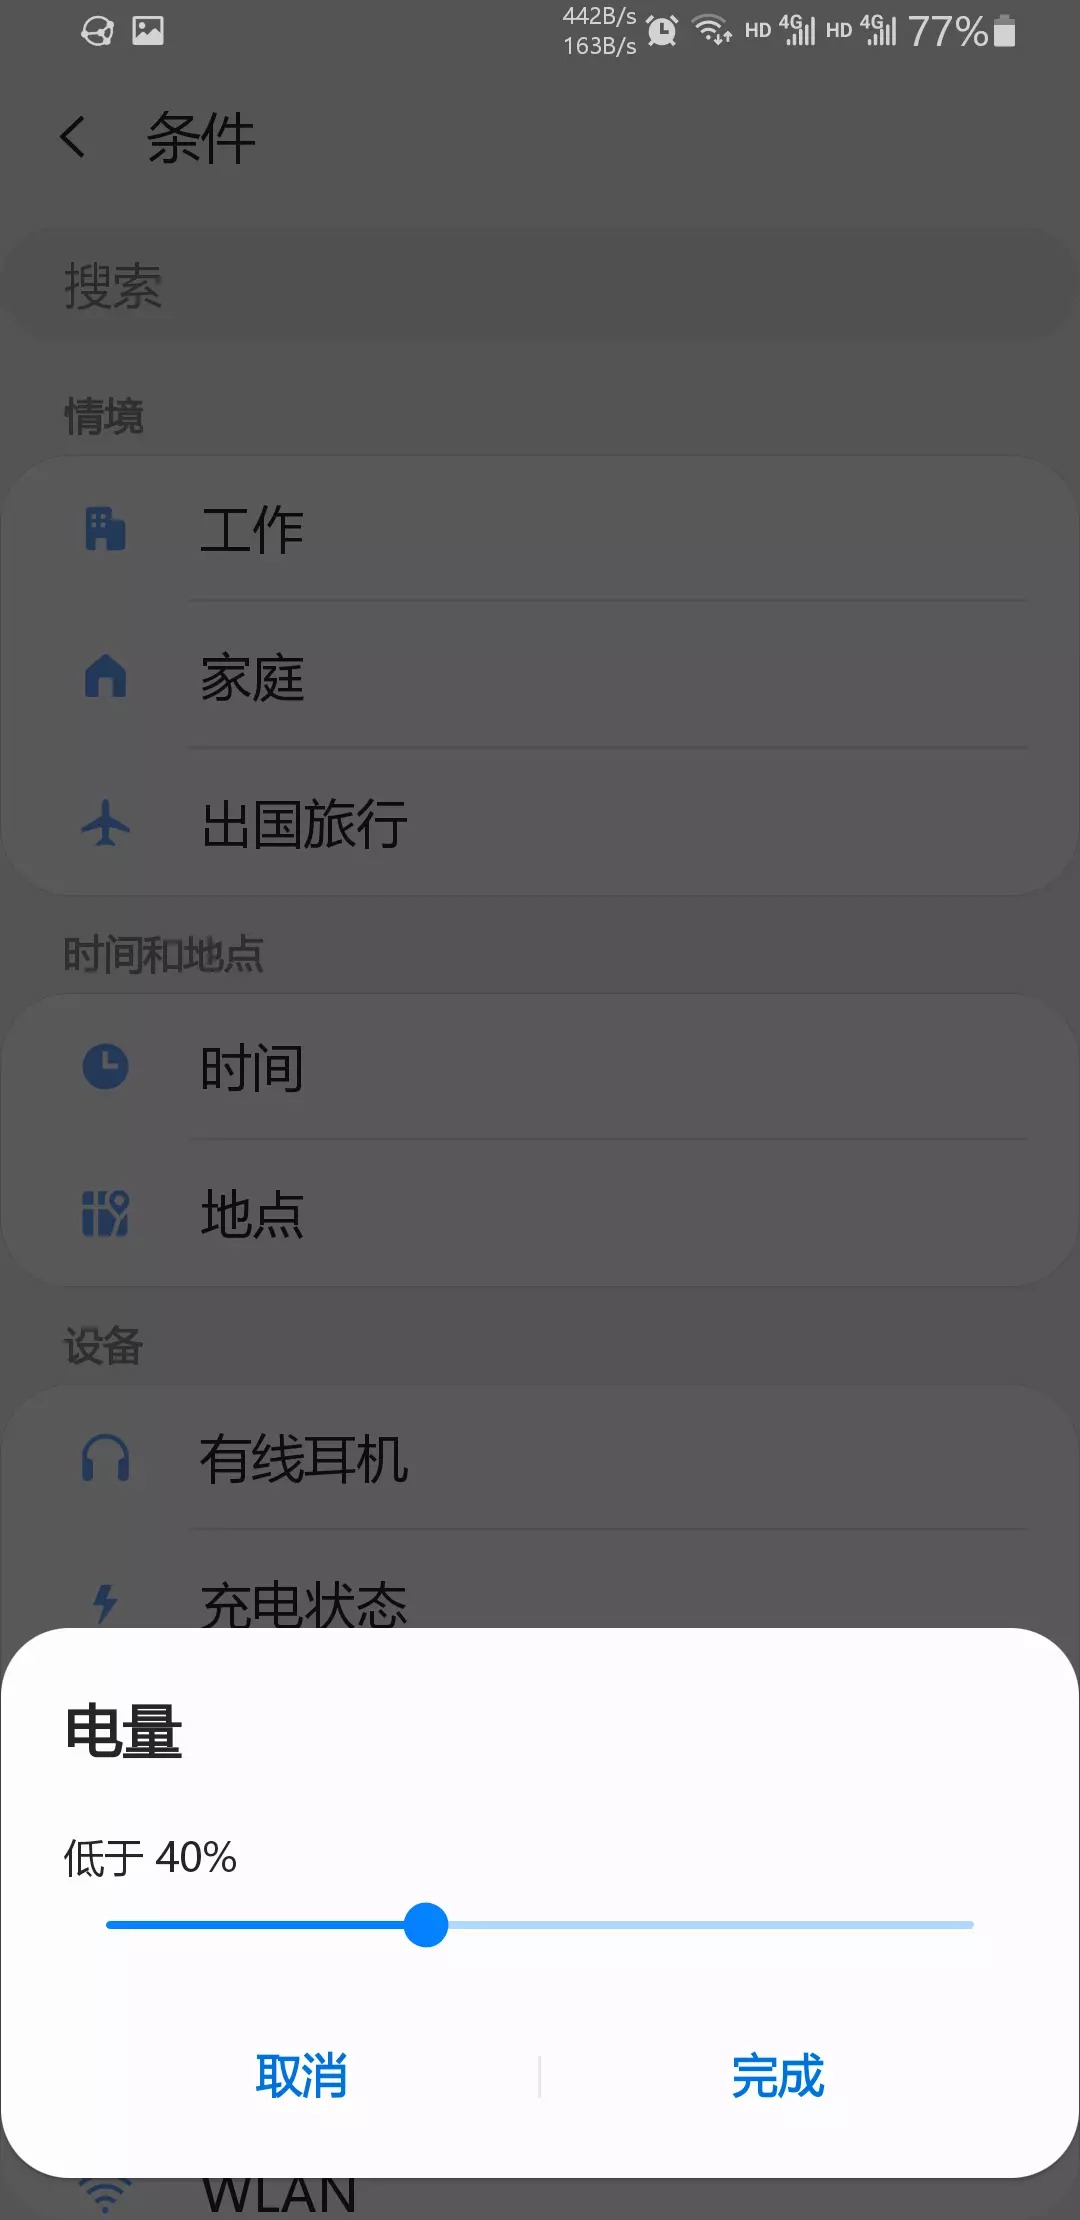 442B/s
163B/s
HD 4G HD 4G 77%
条件
搜索
情境
工作
家庭
出国旅行
时间和地点
时间
地点
设备
有线耳机
充电状态
电量
低于 40%
取消 完成
WLAN